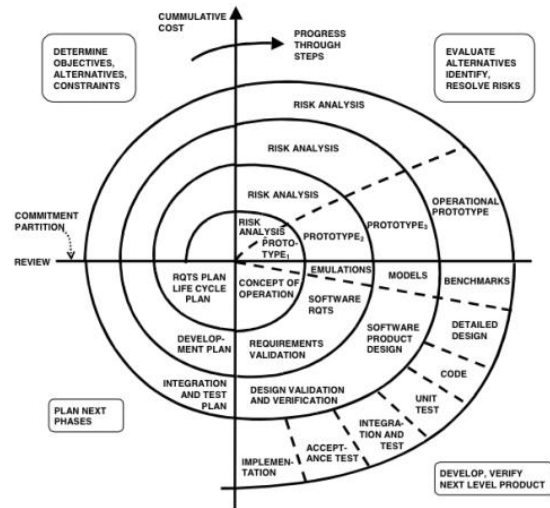 CUMMULATIVE
COST
PROGRESS
THROUGH
STEPS
DETERMINE
OBJECTIVES,
ALTERNATIVES,
CONSTRAINTS
EVALUATE
ALTERNATIVES
IDENTIFY,
RESOLVE RISKS
RISK ANALYSIS
RISK ANALYSIS
RISK ANALYSIS
RISK
ANALYSIS
PROTO-
TYPE1
PROTOTYPE2
PROTOTYPE3
OPERATIONAL
PROTOTYPE
COMMITMENT
PARTITION
REVIEW
RQTS PLAN
LIFE CYCLE
PLAN
CONCEPT OF
OPERATION
EMULATIONS
MODELS
BENCHMARKS
SOFTWARE
RQTS
DEVELOP-
MENT PLAN
REQUIREMENTS
VALIDATION
SOFTWARE
PRODUCT
DESIGN
DETAILED
DESIGN
CODE
UNIT
TEST
INTEGRATION
AND TEST
PLAN
DESIGN VALIDATION
AND VERIFICATION
INTEGRA-
TION AND
TEST
ACCEPT-
ANCE TEST
IMPLEMEN-
TATION
PLAN NEXT
PHASES
DEVELOP, VERIFY
NEXT LEVEL PRODUCT